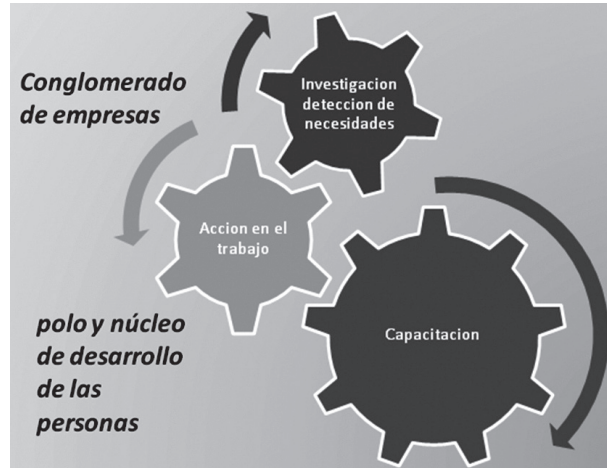 Conglomerado
de empresas
Investigacion
deteccion de
necesidades
Accion en el
trabajo
Capacitacion
polo y núcleo
de desarrollo
de las
personas